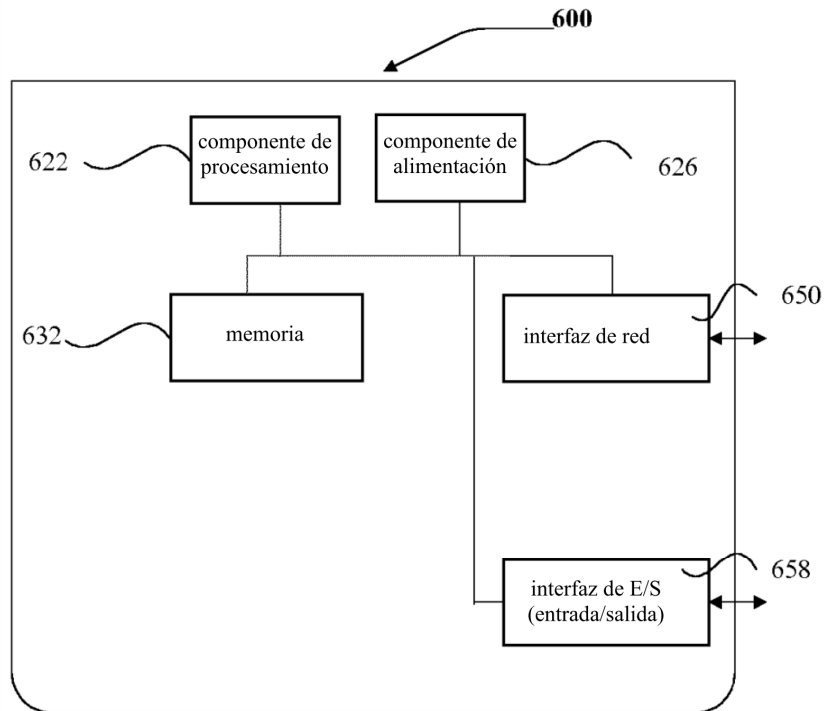 600
componente de
procesamiento
componente de
alimentación
622
626
650
632
memoria
interfaz de red
658
interfaz de E/S
(entrada/salida)